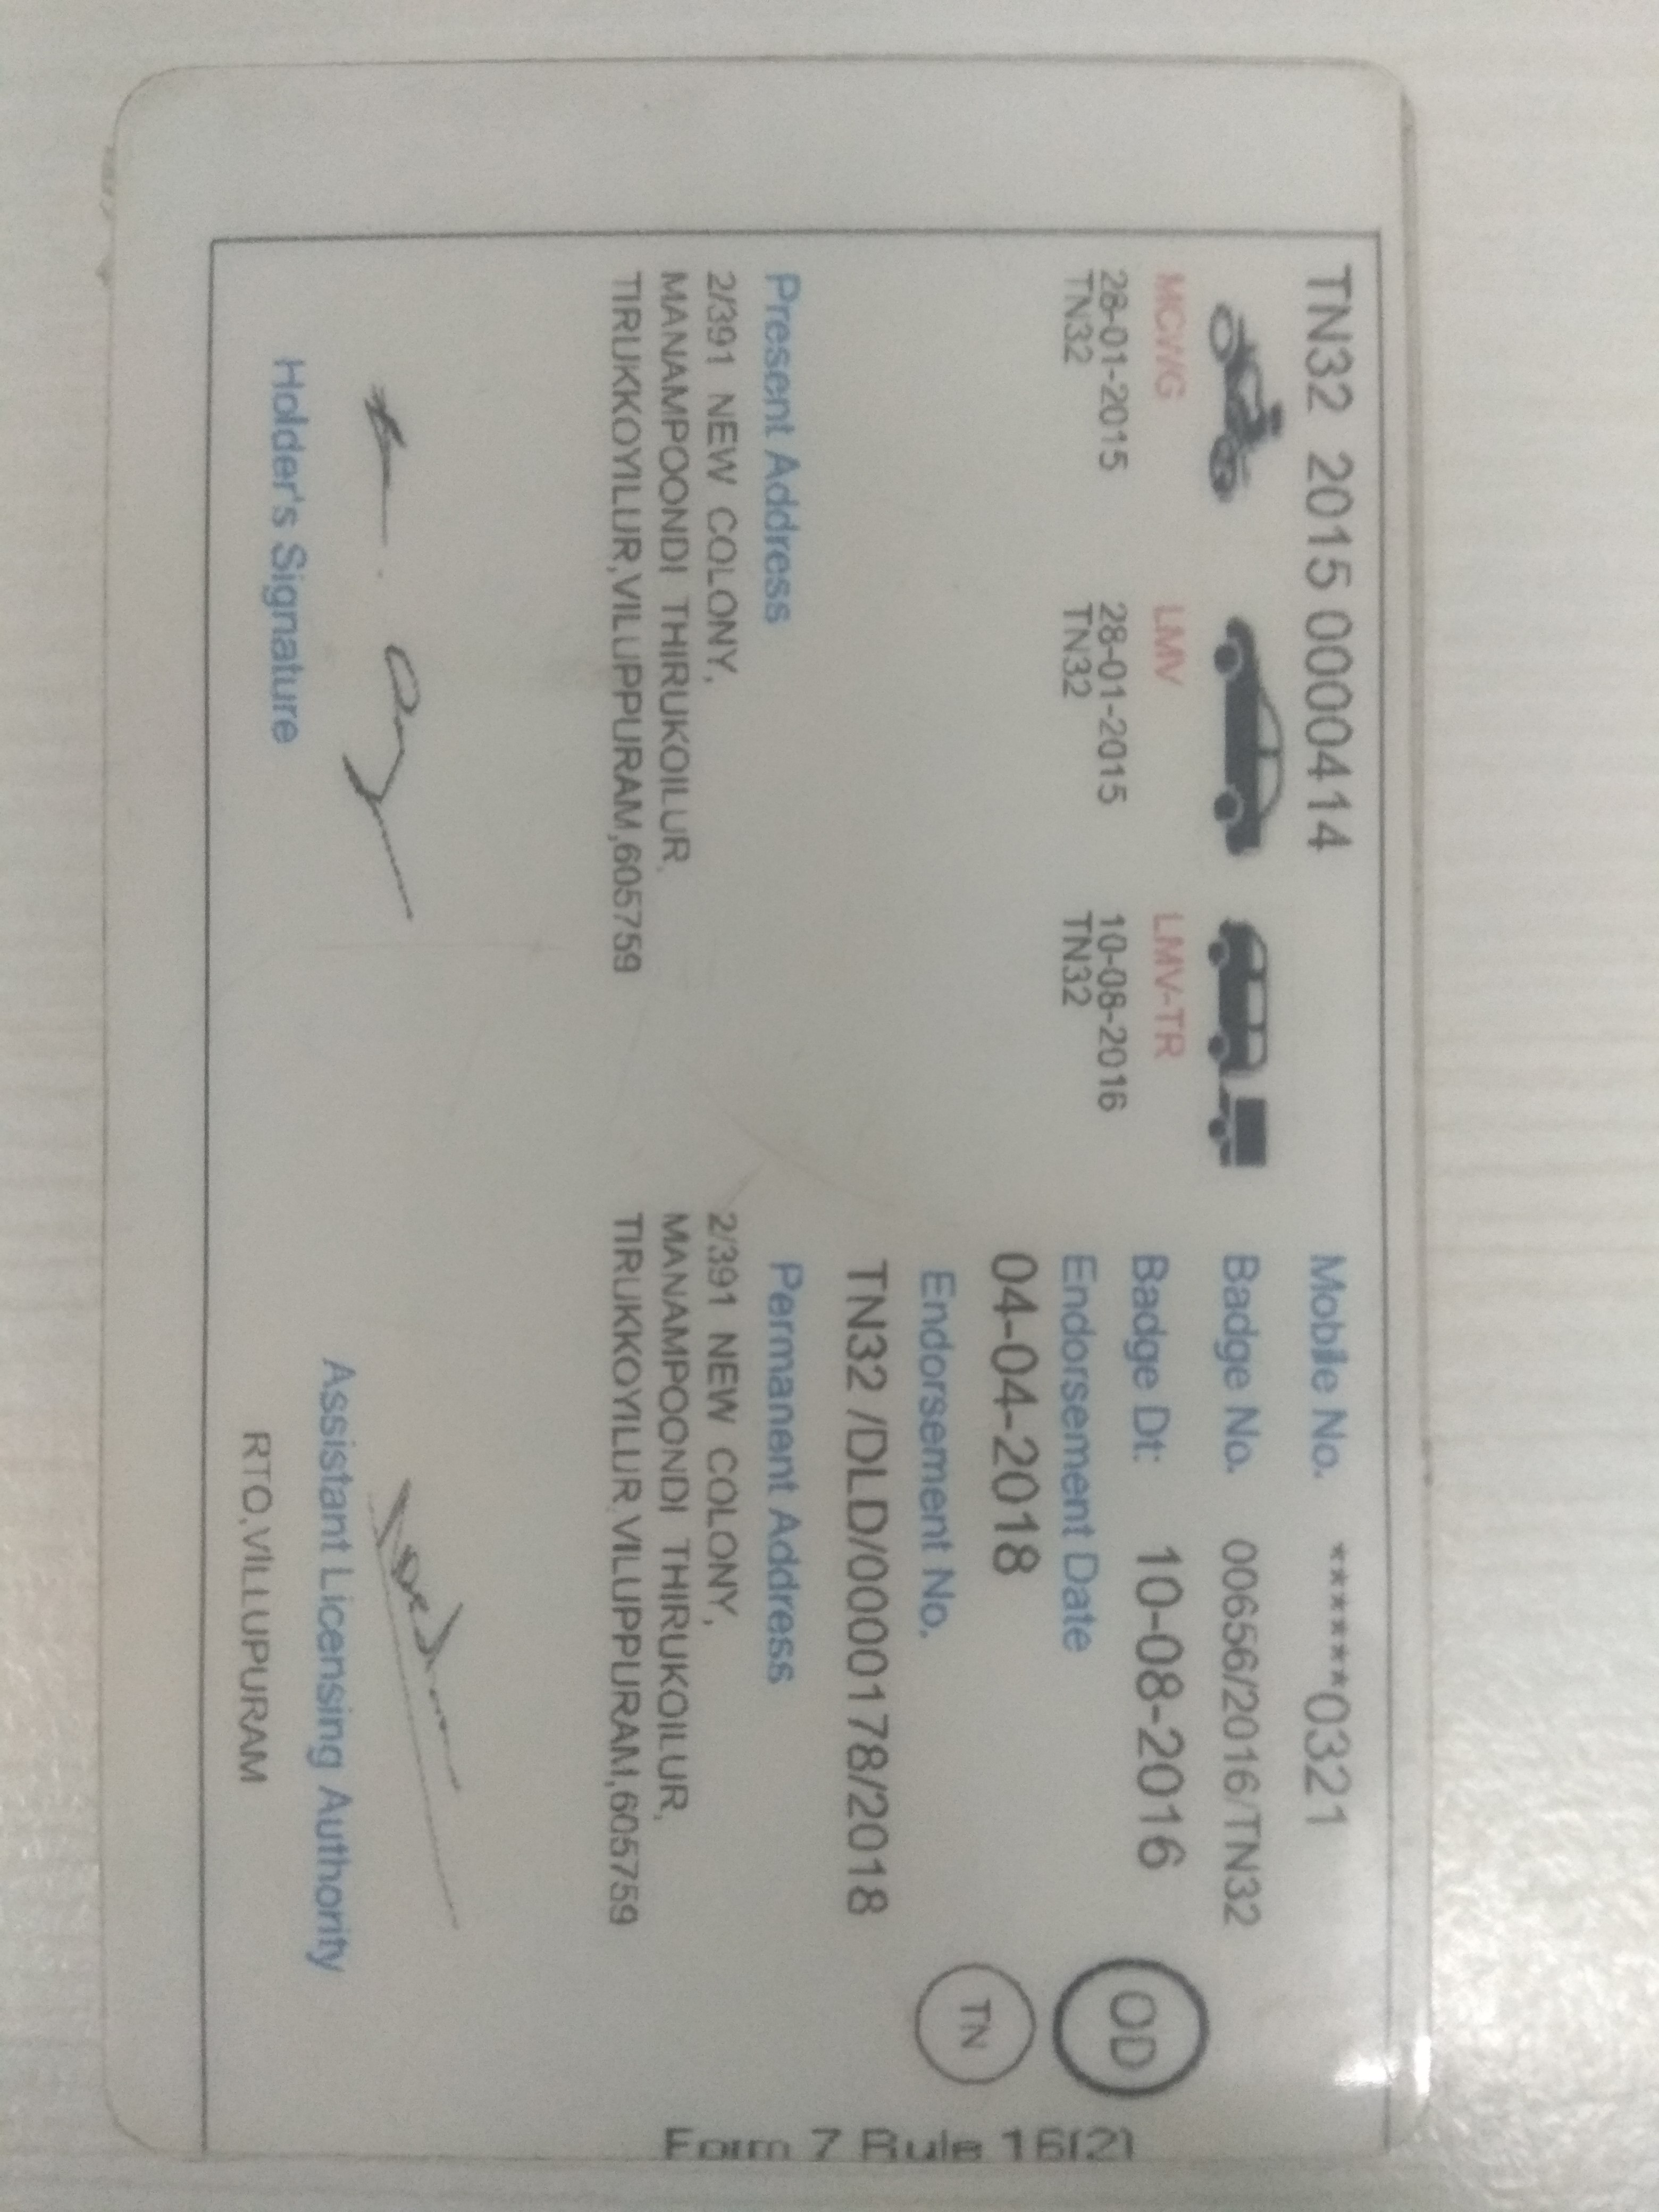 TN32 2015 0000414
Mobile No. ******0321
Badge No. 00656/2016/TN32
MCWG LMV LMV-TR
Badge Dt: 10-08-2016
28-01-2015 28-01-2015 10-08-2016
TN32 TN32 TN32
OD
Endorsement Date
04-04-2018
TN
Endorsement No.
TN32 /DLD/0000178/2018
Present Address
2/391 NEW COLONY,
MANAMPOONDI THIRUKOILUR,
TIRUKKOYILUR,VILUPPURAM,605759
Permanent Address
2/391 NEW COLONY,
MANAMPOONDI THIRUKOILUR,
TIRUKKOYILUR,VILUPPURAM,605759
Holder's Signature
Assistant Licensing Authority
RTO,VILLUPURAM
Form 7 Rule 16(2)